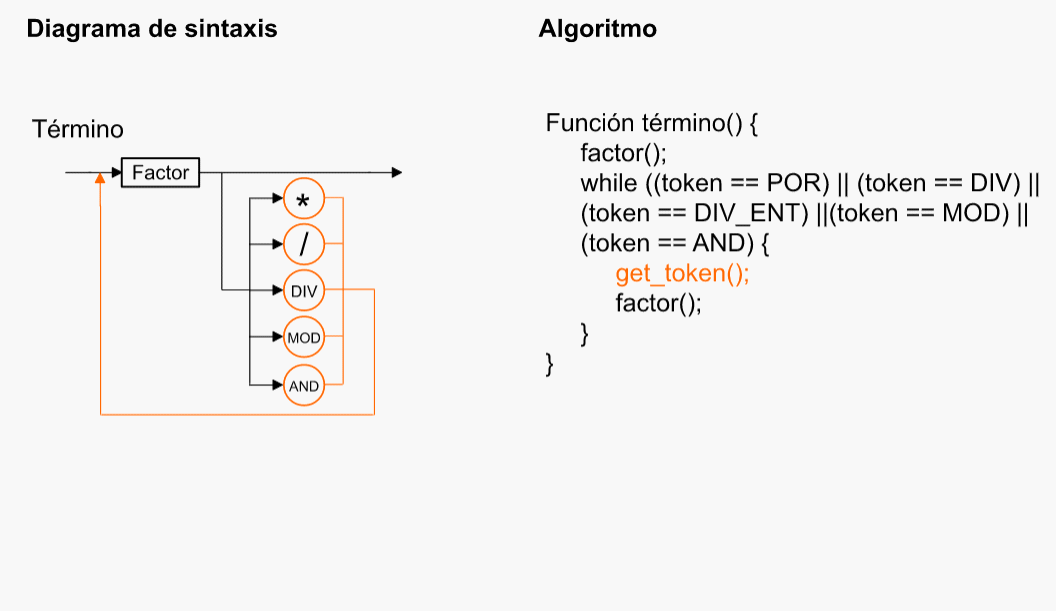 Diagrama de sintaxis
Algoritmo
Término
Factor
*
/
DIV
MOD
AND
Función término() {
factor();
while ((token == POR) || (token == DIV) ||
(token == DIV_ENT) ||(token == MOD) ||
(token == AND) {
get_token();
factor();
}
}